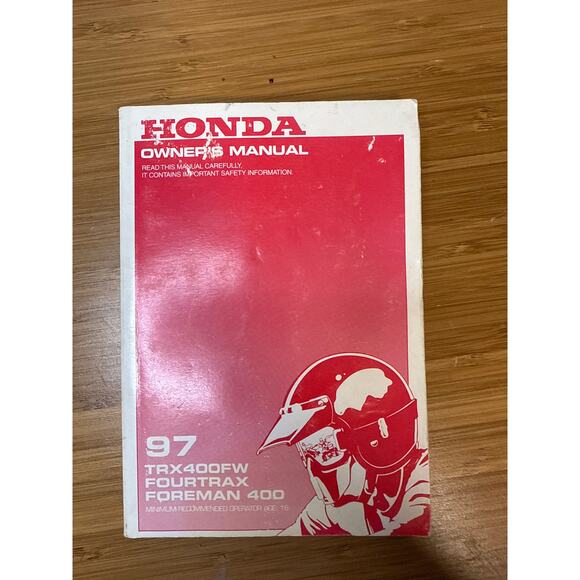 HONDA
OWNER'S MANUAL
READ THIS MANUAL CAREFULLY.
IT CONTAINS IMPORTANT SAFETY INFORMATION.
97
TRX400FW
FOURTRAX
FOREMAN 400
MINIMUM RECOMMENDED OPERATOR AGE: 16